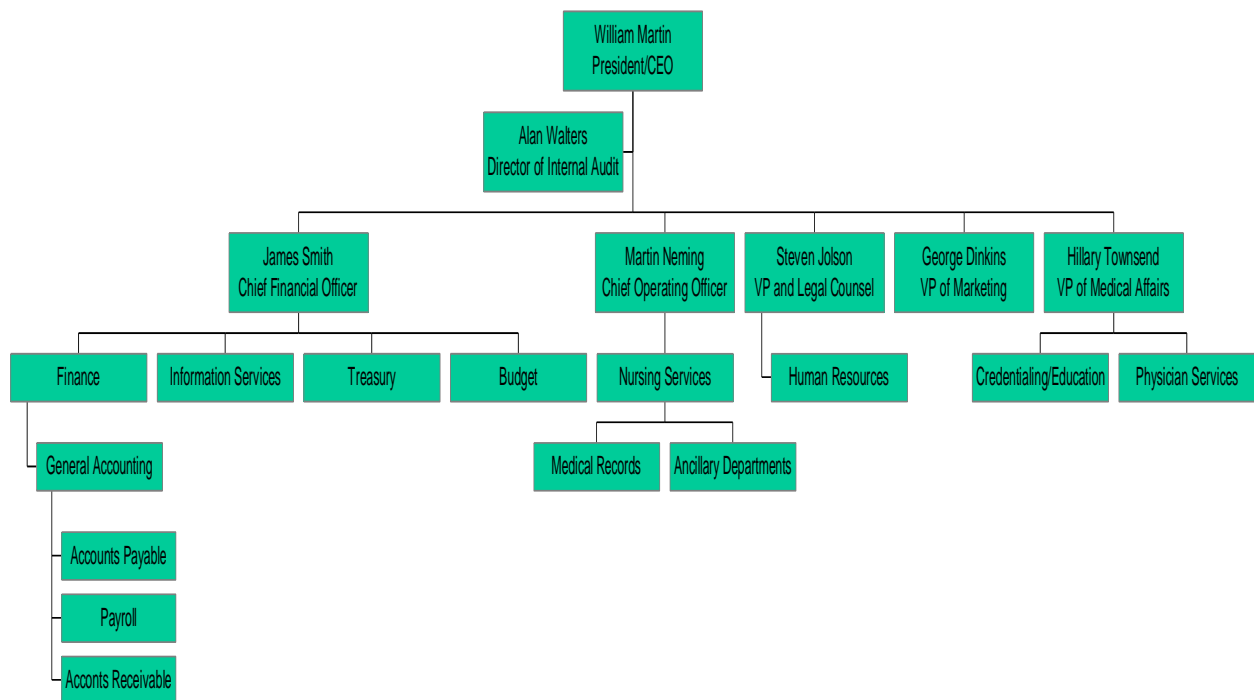 William Martin
President/CEO
Alan Walters
Director of Internal Audit
James Smith
Chief Financial Officer
Martin Neming
Chief Operating Officer
Steven Jolson
VP and Legal Counsel
George Dinkins
VP of Marketing
Hillary Townsend
VP of Medical Affairs
Finance
Information Services
Treasury
Budget
Nursing Services
Human Resources
Credentialing/Education
Physician Services
General Accounting
Medical Records
Ancillary Departments
Accounts Payable
Payroll
Acconts Receivable